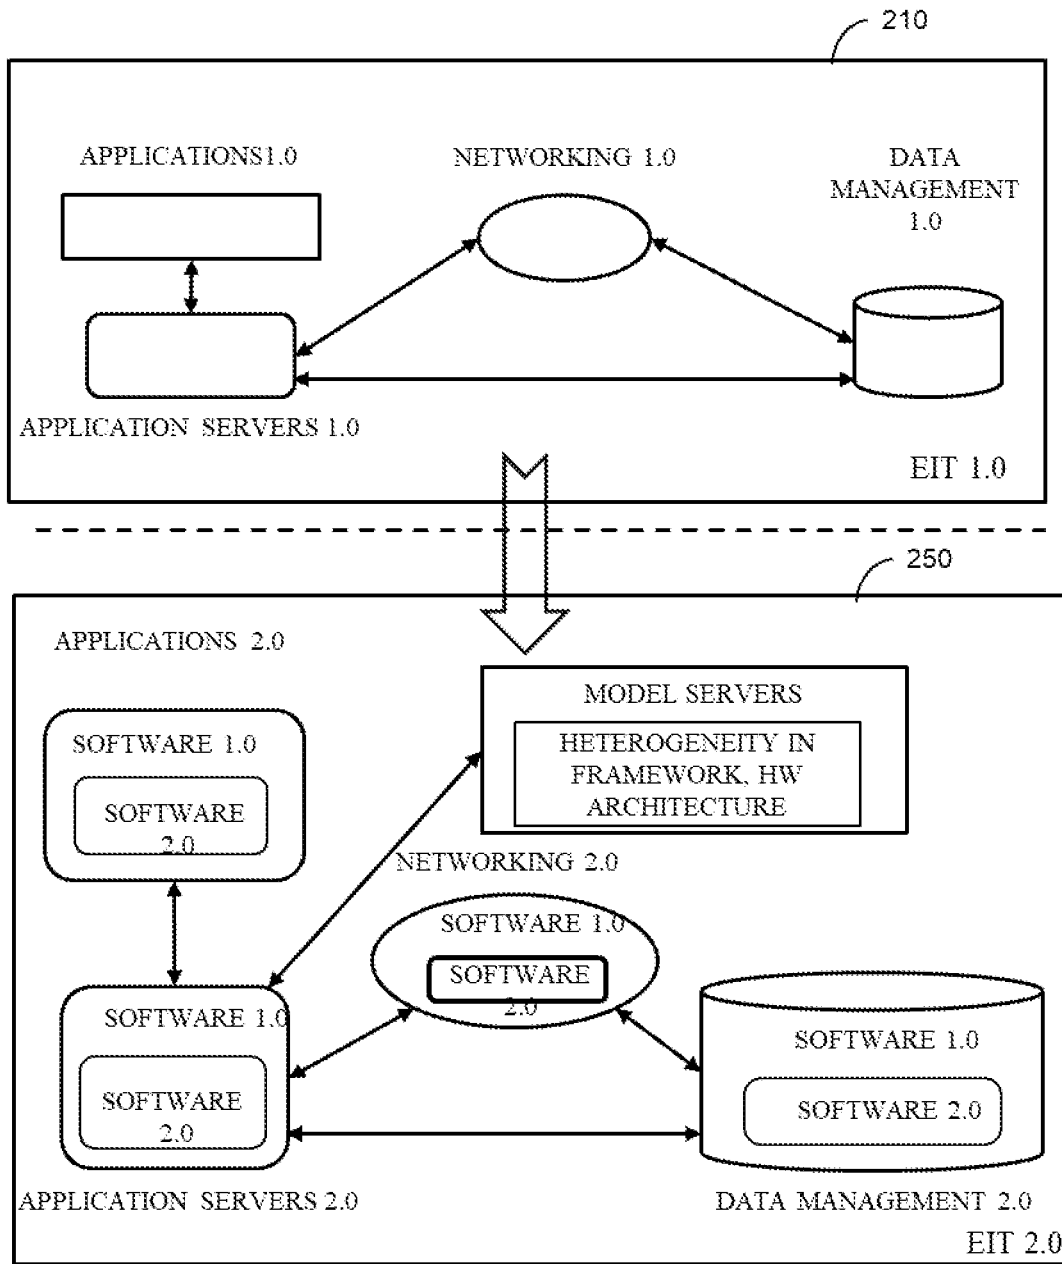 210
APPLICATIONS1.0
NETWORKING 1.0
DATA
MANAGEMENT
1.0
APPLICATION SERVERS 1.0
EIT 1.0
250
APPLICATIONS 2.0
MODEL SERVERS
HETEROGENEITY IN
FRAMEWORK, HW
ARCHITECTURE
SOFTWARE 1.0
SOFTWARE
2.0
NETWORKING 2.0
SOFTWARE 1.0
SOFTWARE
2.0
SOFTWARE 1.0
SOFTWARE
2.0
SOFTWARE 1.0
SOFTWARE 2.0
APPLICATION SERVERS 2.0
DATA MANAGEMENT 2.0
EIT 2.0